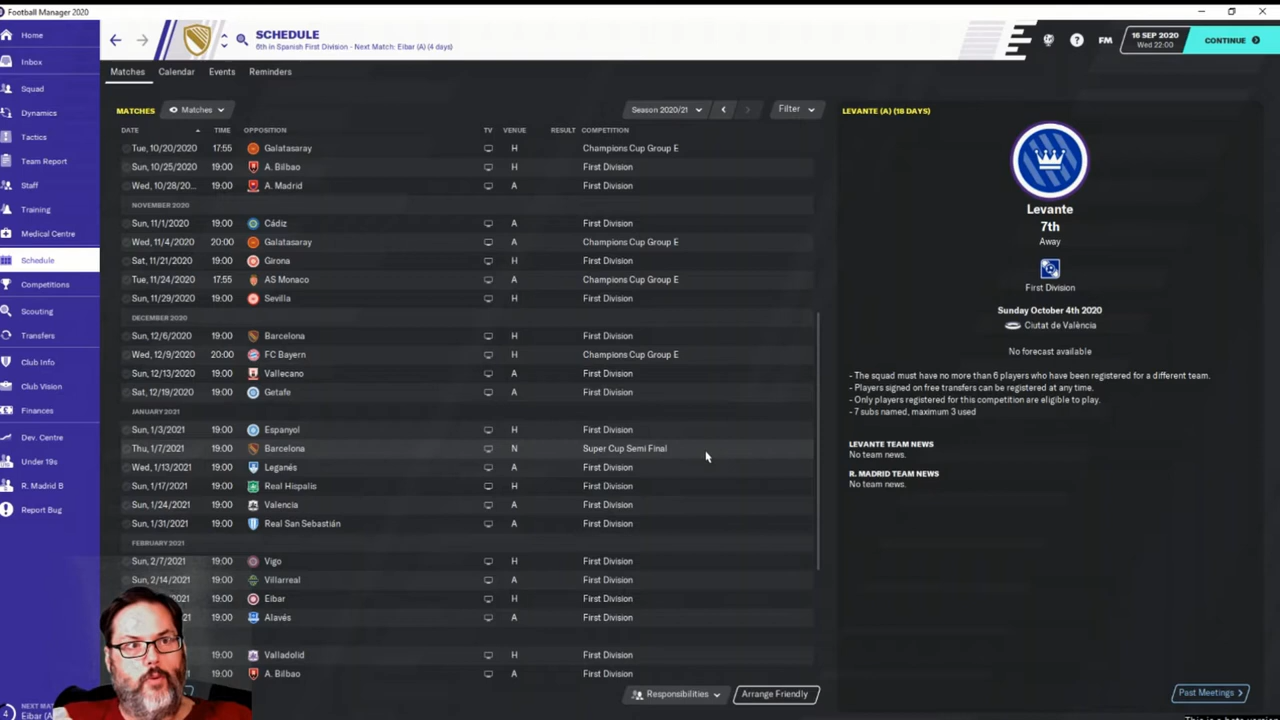 Football Manager 2020
Home
Inbox
Squad
Dynamics
Tactics
Team Report
Staff
Training
Medical Centre
Schedule
Competitions
Scouting
Transfers
Club Info
Club Vision
Finances
Dev. Centre
Under 19s
R. Madrid B
Report Bug
NEXT MA
Eibar (A)
SCHEDULE
6th in Spanish First Division - Next Match: Eibar (A) (4 days)
FM
16 SEP 2020
Wed 22:00
CONTINUE
Matches Calendar Events Reminders
MATCHES Matches Season 2020/21 Filter
DATE TIME OPPOSITION TV VENUE RESULT COMPETITION
Tue, 10/20/2020 17:55 Galatasaray H Champions Cup Group E
Sun, 10/25/2020 19:00 A. Bilbao H First Division
Wed, 10/28/20... 19:00 A. Madrid A First Division
NOVEMBER 2020
Sun, 11/1/2020 19:00 Cádiz A First Division
Wed, 11/4/2020 20:00 Galatasaray A Champions Cup Group E
Sat, 11/21/2020 19:00 Girona H First Division
Tue, 11/24/2020 17:55 AS Monaco A Champions Cup Group E
Sun, 11/29/2020 19:00 Sevilla H First Division
DECEMBER 2020
Sun, 12/6/2020 19:00 Barcelona H First Division
Wed, 12/9/2020 20:00 FC Bayern H Champions Cup Group E
Sun, 12/13/2020 19:00 Vallecano A First Division
Sat, 12/19/2020 19:00 Getafe A First Division
JANUARY 2021
Sun, 1/3/2021 19:00 Espanyol H First Division
Thu, 1/7/2021 19:00 Barcelona N Super Cup Semi Final
Wed, 1/13/2021 19:00 Leganés A First Division
Sun, 1/17/2021 19:00 Real Hispalis H First Division
Sun, 1/24/2021 19:00 Valencia A First Division
Sun, 1/31/2021 19:00 Real San Sebastián A First Division
FEBRUARY 2021
Sun, 2/7/2021 19:00 Vigo H First Division
Sun, 2/14/2021 19:00 Villarreal A First Division
2021 19:00 Eibar H First Division
21 19:00 Alavés A First Division
19:00 Valladolid H First Division
19:00 A. Bilbao A First Division
Responsibilities Arrange Friendly
LEVANTE (A) (18 DAYS)
Levante
7th
Away
First Division
Sunday October 4th 2020
Ciutat de València
No forecast available
- The squad must have no more than 6 players who have been registered for a different team.
- Players signed on free transfers can be registered at any time.
- Only players registered for this competition are eligible to play.
- 7 subs named, maximum 3 used
LEVANTE TEAM NEWS
No team news.
R. MADRID TEAM NEWS
No team news.
Past Meetings